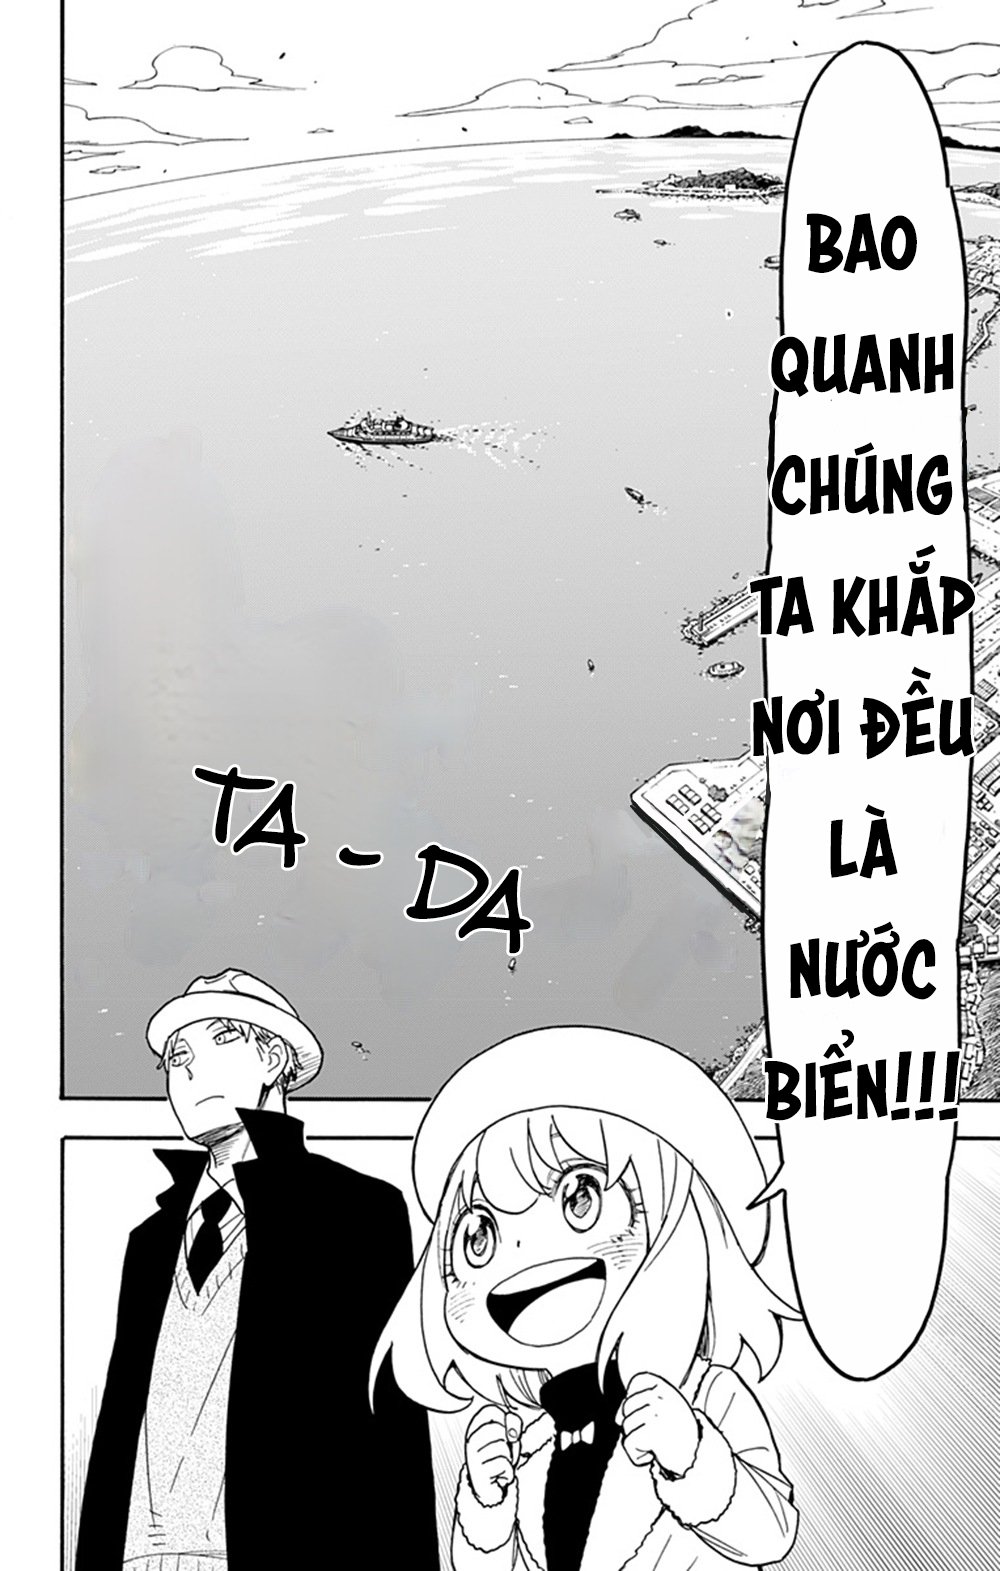 BAO
QUANH
CHÚNG
TA KHẮP
NƠI ĐỀU
LÀ
NƯỚC
BIỂN!!!
TA - DA